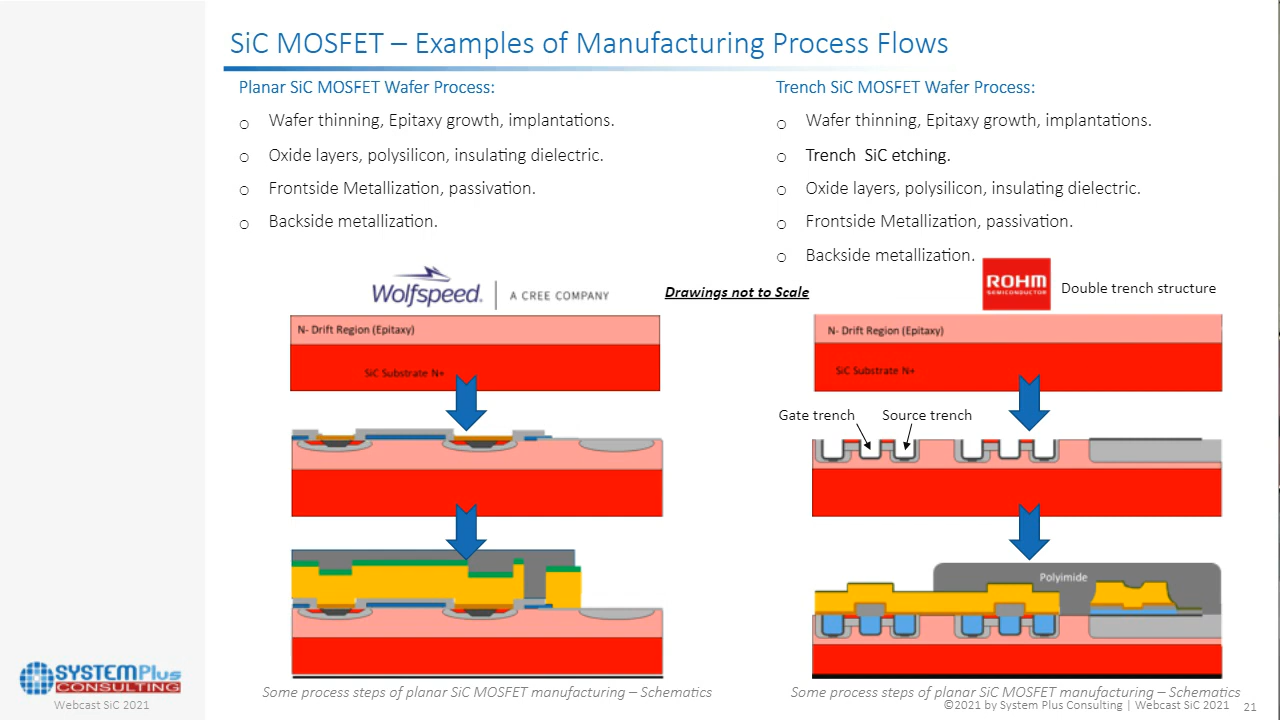 SiC MOSFET – Examples of Manufacturing Process Flows
Planar SiC MOSFET Wafer Process:
o Wafer thinning, Epitaxy growth, implantations.
o Oxide layers, polysilicon, insulating dielectric.
o Frontside Metallization, passivation.
o Backside metallization.
Trench SiC MOSFET Wafer Process:
o Wafer thinning, Epitaxy growth, implantations.
o Trench SiC etching.
o Oxide layers, polysilicon, insulating dielectric.
o Frontside Metallization, passivation.
o Backside metallization.
Wolfspeed. | A CREE COMPANY
Drawings not to Scale
ROHM
SEMICONDUCTOR
Double trench structure
N- Drift Region (Epitaxy)
SiC Substrate N+
N- Drift Region (Epitaxy)
SiC Substrate N+
Gate trench
Source trench
Polyimide
Some process steps of planar SiC MOSFET manufacturing – Schematics
Some process steps of planar SiC MOSFET manufacturing – Schematics
SYSTEMPlus
CONSULTING
Webcast SiC 2021
©2021 by System Plus Consulting | Webcast SiC 2021
21